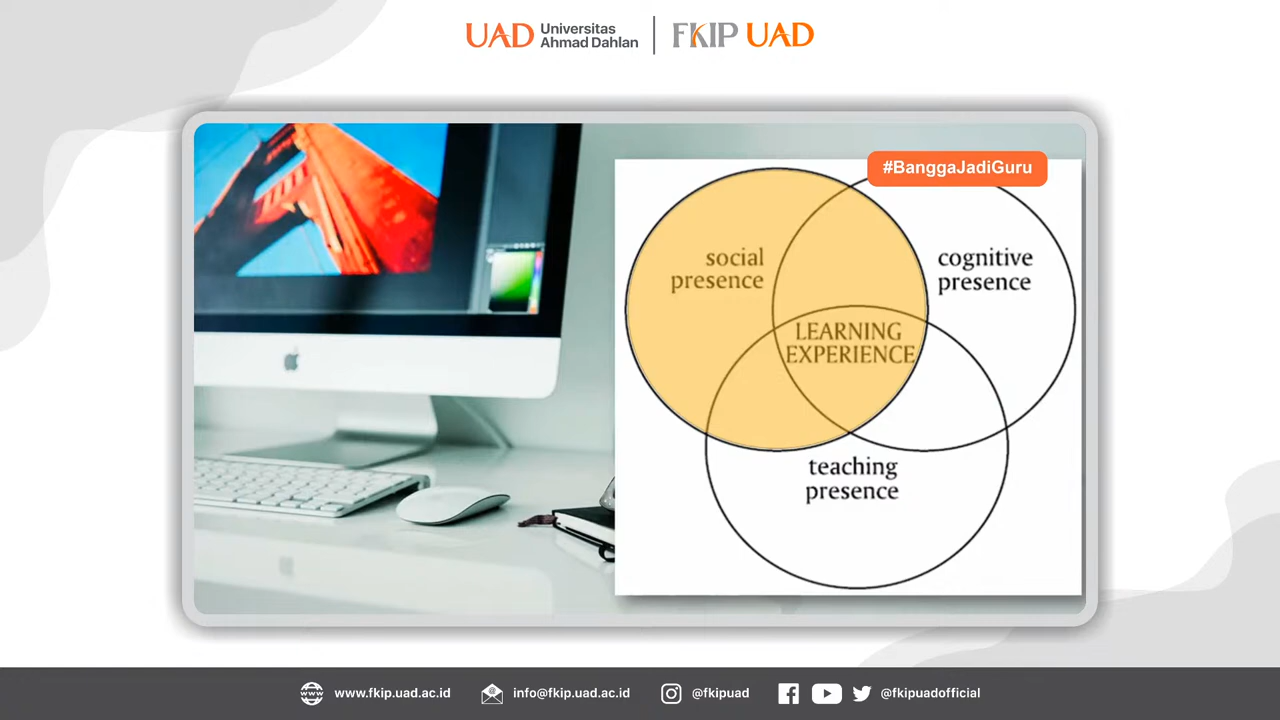 UAD Universitas
Ahmad Dahlan
FKIP UAD
#BanggaJadiGuru
social
presence
cognitive
presence
LEARNING
EXPERIENCE
teaching
presence
www.fkip.uad.ac.id
info@fkip.uad.ac.id
@fkipuad
@fkipuadofficial